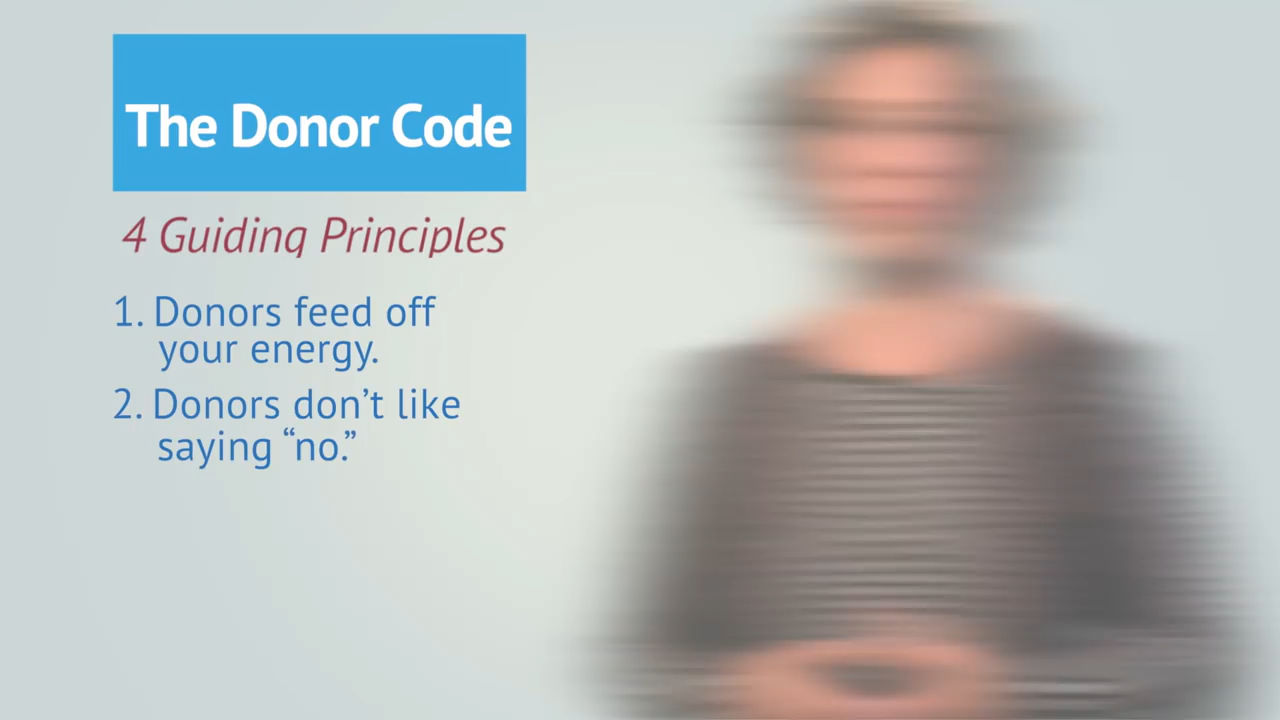 The Donor Code
4 Guiding Principles
1. Donors feed off
your energy.
2. Donors don’t like
saying “no.”